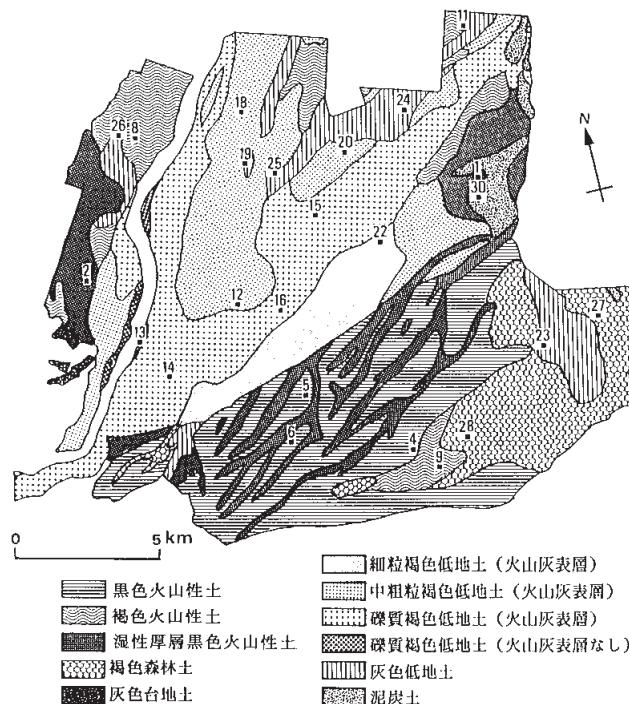 11
18
24
26 8
20
19
25
1
30
15
22
2
12
16
27
13
23
14
5
28
6
4
9
N
0 5 km
黒色火山性土
褐色火山性土
湿性厚層黒色火山性土
褐色森林土
灰色台地土
細粒褐色低地土(火山灰表層)
中粗粒褐色低地土(火山灰表層)
礫質褐色低地土(火山灰表層)
礫質褐色低地土(火山灰表層なし)
灰色低地土
泥炭土